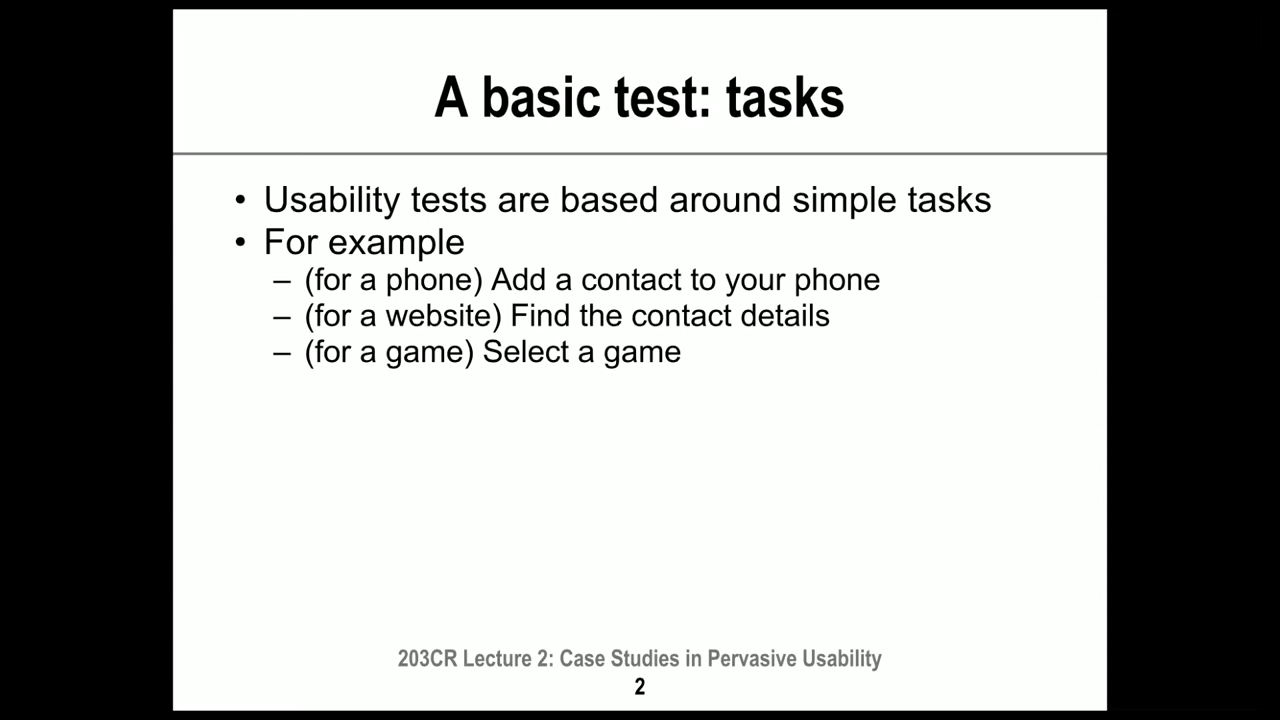 A basic test: tasks
• Usability tests are based around simple tasks
• For example
– (for a phone) Add a contact to your phone
– (for a website) Find the contact details
– (for a game) Select a game
203CR Lecture 2: Case Studies in Pervasive Usability
2